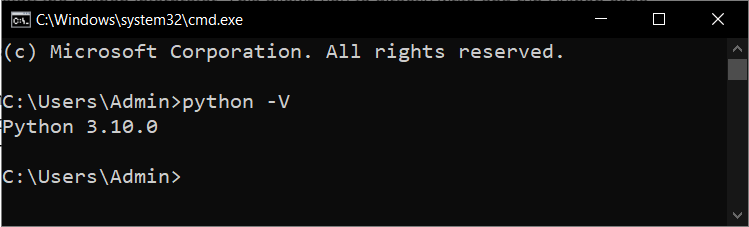 C:\Windows\system32\cmd.exe
(c) Microsoft Corporation. All rights reserved.
C:\Users\Admin>python -V
Python 3.10.0
C:\Users\Admin>